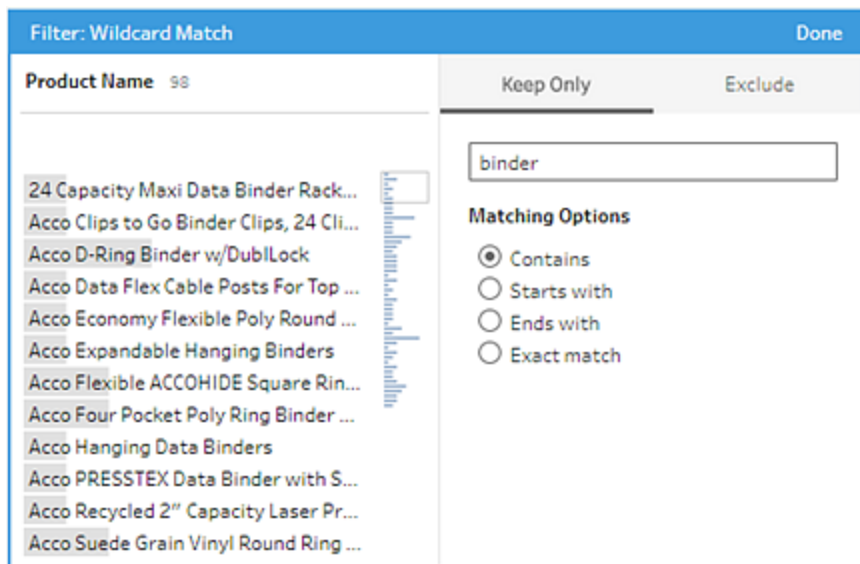 Filter: Wildcard Match Done
Product Name 98
Keep Only Exclude
24 Capacity Maxi Data Binder Rack...
Acco Clips to Go Binder Clips, 24 Cli...
Acco D-Ring Binder w/DublLock
Acco Data Flex Cable Posts For Top ...
Acco Economy Flexible Poly Round ...
Acco Expandable Hanging Binders
Acco Flexible ACCOHIDE Square Rin...
Acco Four Pocket Poly Ring Binder ...
Acco Hanging Data Binders
Acco PRESSTEX Data Binder with S...
Acco Recycled 2” Capacity Laser Pr...
Acco Suede Grain Vinyl Round Ring ...
binder
Matching Options
Contains
Starts with
Ends with
Exact match